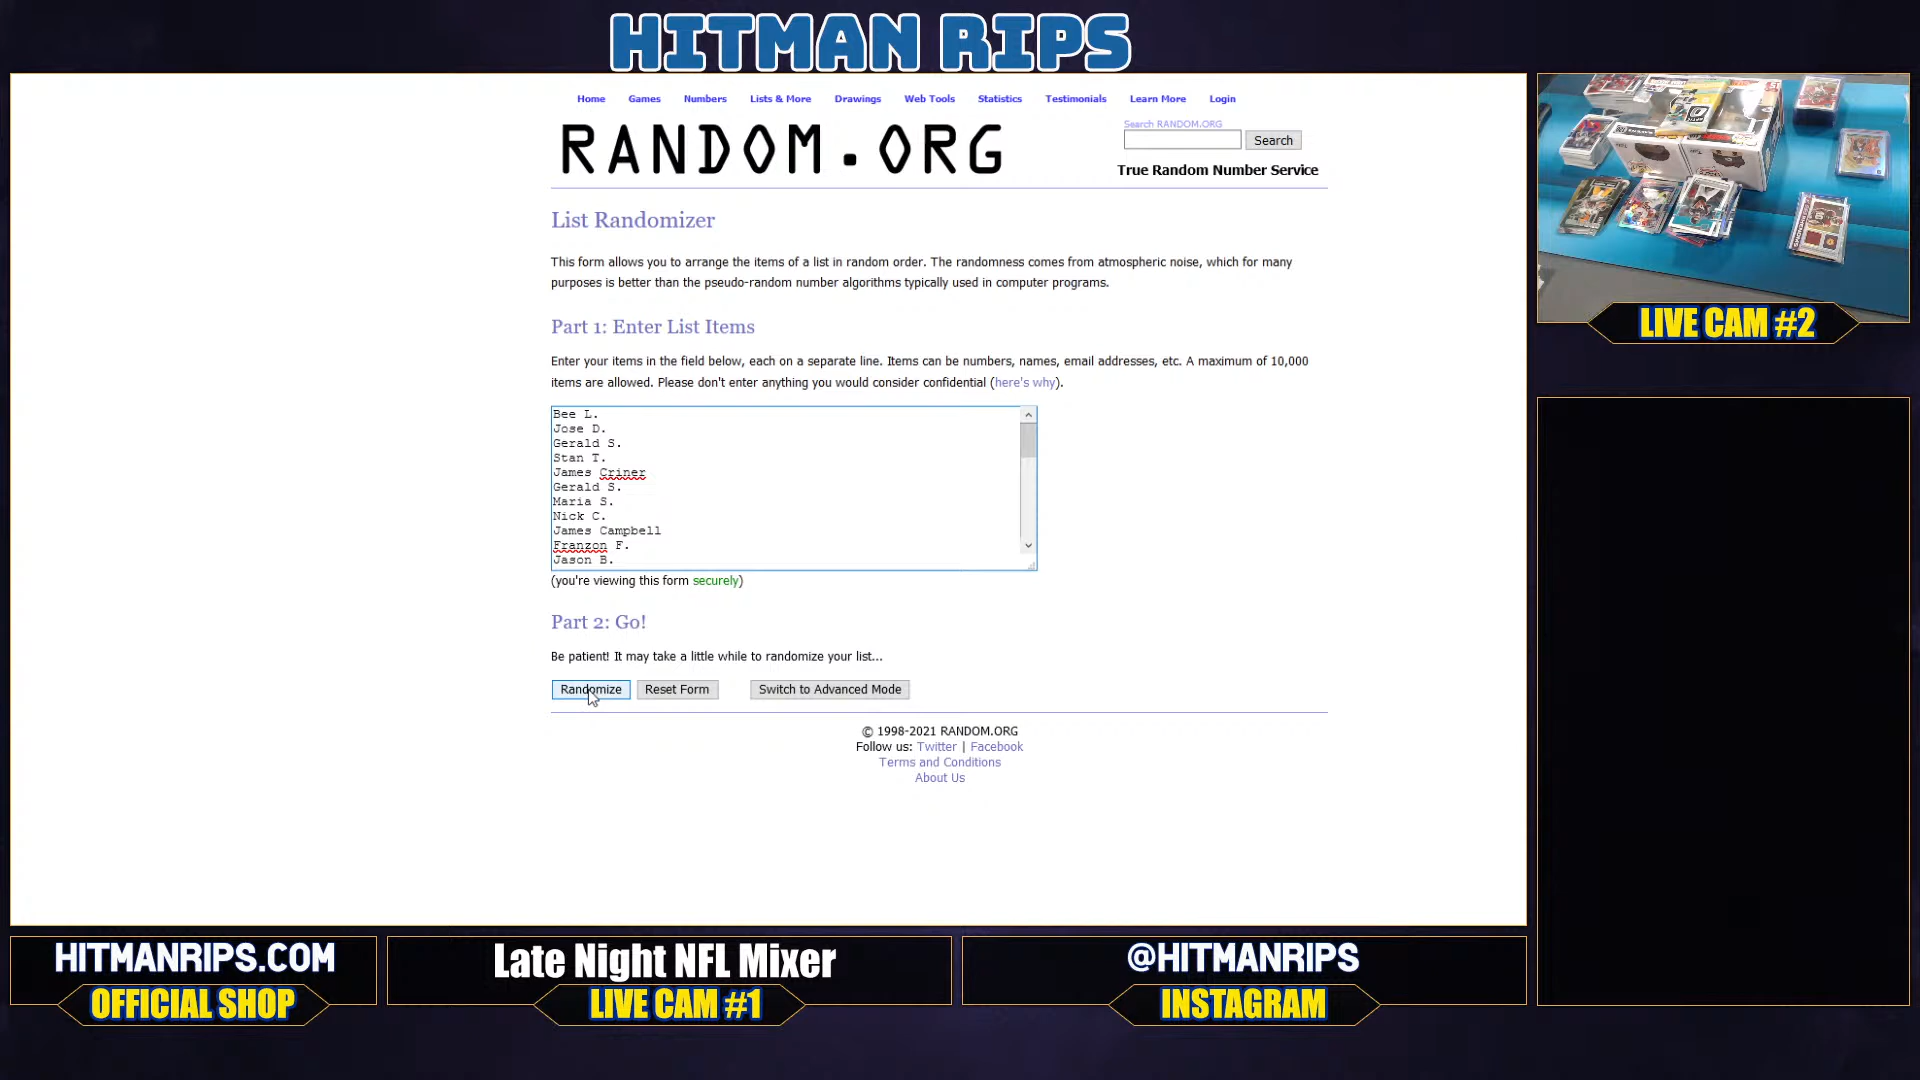 HITMAN RIPS
Home Games Numbers Lists & More Drawings Web Tools Statistics Testimonials Learn More Login
RANDOM.ORG
Search RANDOM.ORG
Search
True Random Number Service
List Randomizer
This form allows you to arrange the items of a list in random order. The randomness comes from atmospheric noise, which for many
purposes is better than the pseudo-random number algorithms typically used in computer programs.
Part 1: Enter List Items
Enter your items in the field below, each on a separate line. Items can be numbers, names, email addresses, etc. A maximum of 10,000
items are allowed. Please don't enter anything you would consider confidential (here's why).
Bee L.
Jose D.
Gerald S.
Stan T.
James Criner
Gerald S.
Maria S.
Nick C.
James Campbell
Franzon F.
Jason B.
(you're viewing this form securely)
Part 2: Go!
Be patient! It may take a little while to randomize your list...
Randomize Reset Form Switch to Advanced Mode
© 1998-2021 RANDOM.ORG
Follow us: Twitter | Facebook
Terms and Conditions
About Us
LIVE CAM #2
HITMANRIPS.COM
OFFICIAL SHOP
Late Night NFL Mixer
LIVE CAM #1
@HITMANRIPS
INSTAGRAM